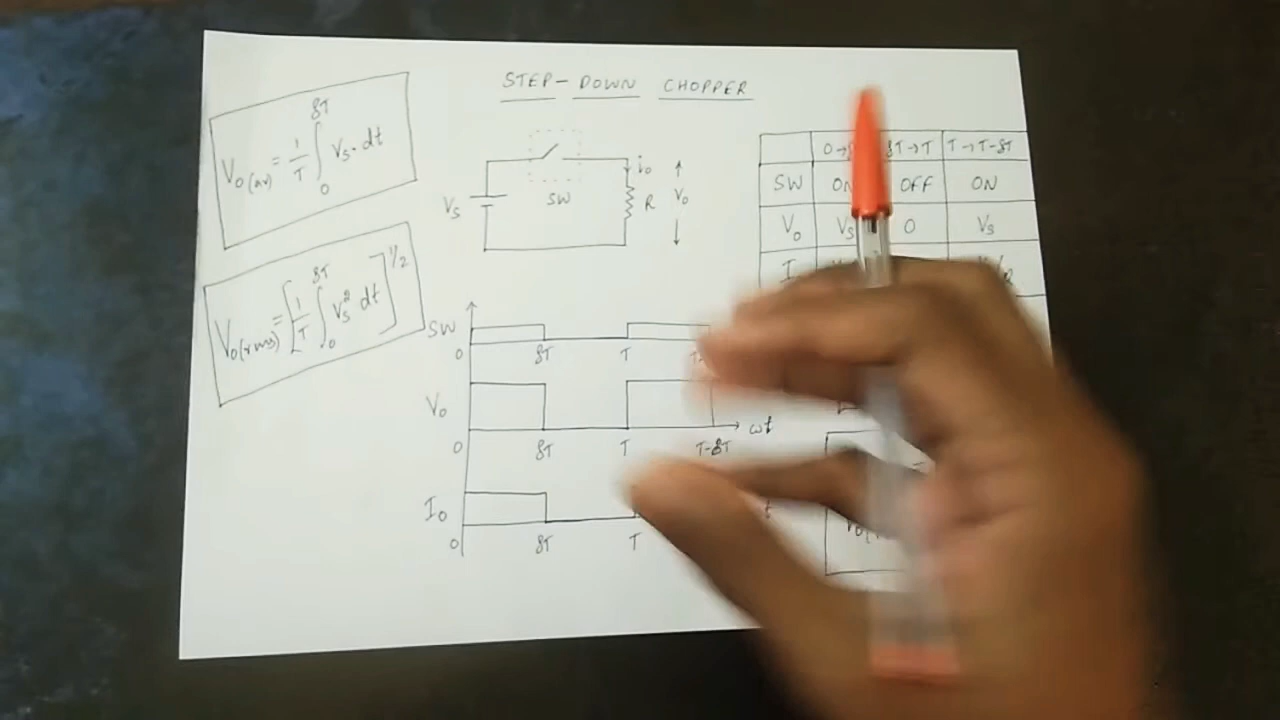 STEP-DOWN CHOPPER
V₀(av) = 1/T ∫₀^δT Vs·dt
V₀(rms) = [1/T ∫₀^δT Vs² dt]^1/2
Vs
SW
i₀
R
V₀
δT→T T→T-δT
SW ON OFF ON
V₀ Vs 0 Vs
SW
0 δT T
V₀
ωt
0 δT T T-δT
I₀
0 δT T